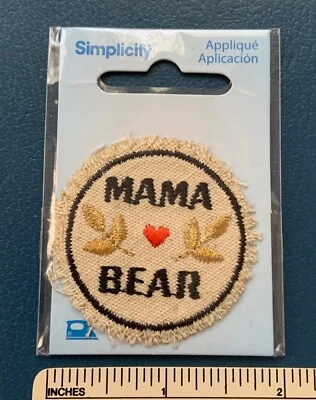 Simplicity
Appliqué
Aplicación
MAMA
BEAR
INCHES 1 2